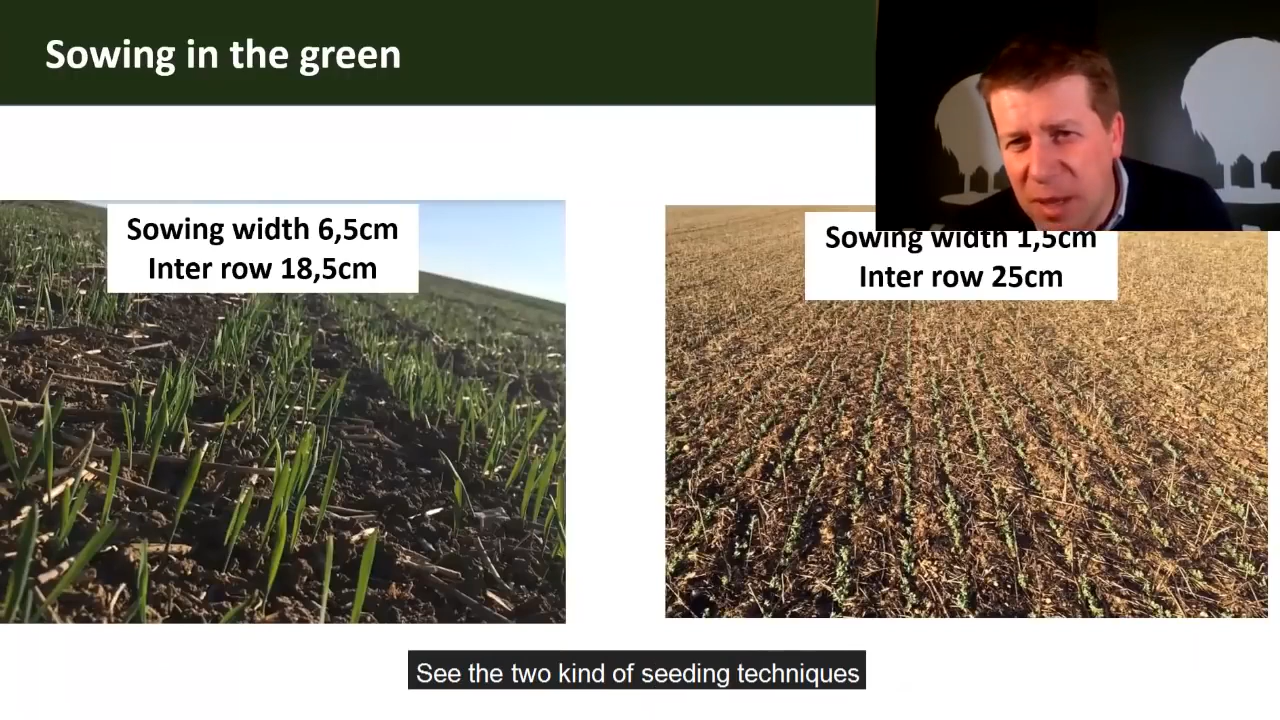 Sowing in the green
Sowing width 6,5cm
Inter row 18,5cm
Sowing width 1,5cm
Inter row 25cm
See the two kind of seeding techniques